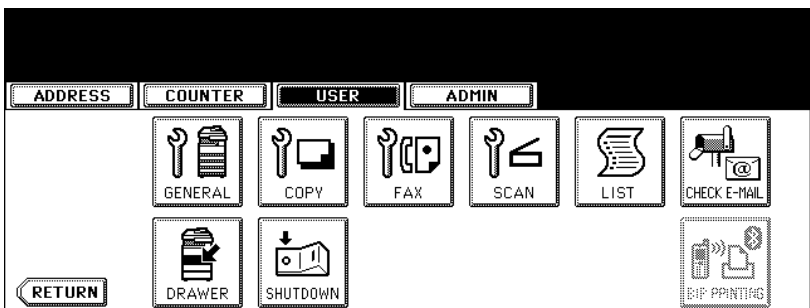 ADDRESS COUNTER USER ADMIN
GENERAL COPY FAX SCAN LIST CHECK E-MAIL
DRAWER SHUTDOWN BIP PRINTING
RETURN